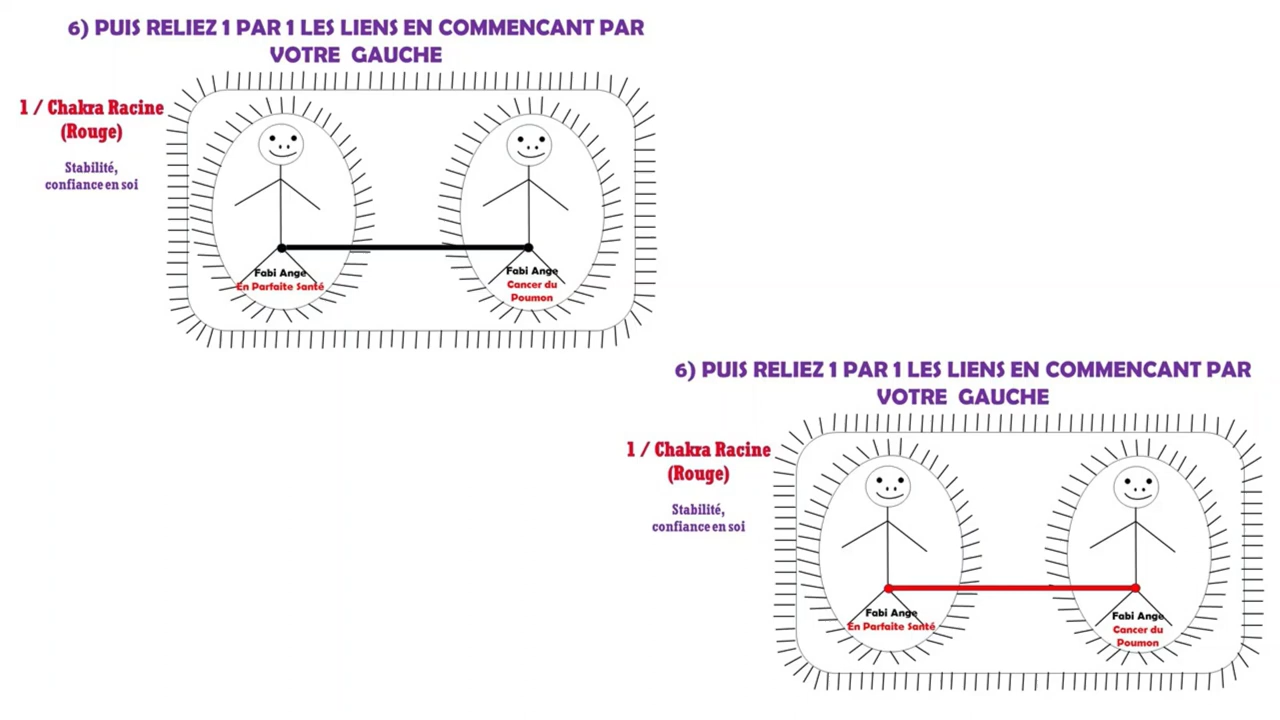 6) PUIS RELIEZ 1 PAR 1 LES LIENS EN COMMENCANT PAR
VOTRE GAUCHE
1 / Chakra Racine
(Rouge)
Stabilité,
confiance en soi
Fabi Ange
En Parfaite Santé
Fabi Ange
Cancer du
Poumon
6) PUIS RELIEZ 1 PAR 1 LES LIENS EN COMMENCANT PAR
VOTRE GAUCHE
1 / Chakra Racine
(Rouge)
Stabilité,
confiance en soi
Fabi Ange
En Parfaite Santé
Fabi Ange
Cancer du
Poumon